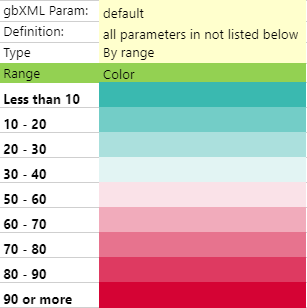 gbXML Param: default
Definition: all parameters in not listed below
Type By range
Range Color
Less than 10
10 - 20
20 - 30
30 - 40
50 - 60
60 - 70
70 - 80
80 - 90
90 or more